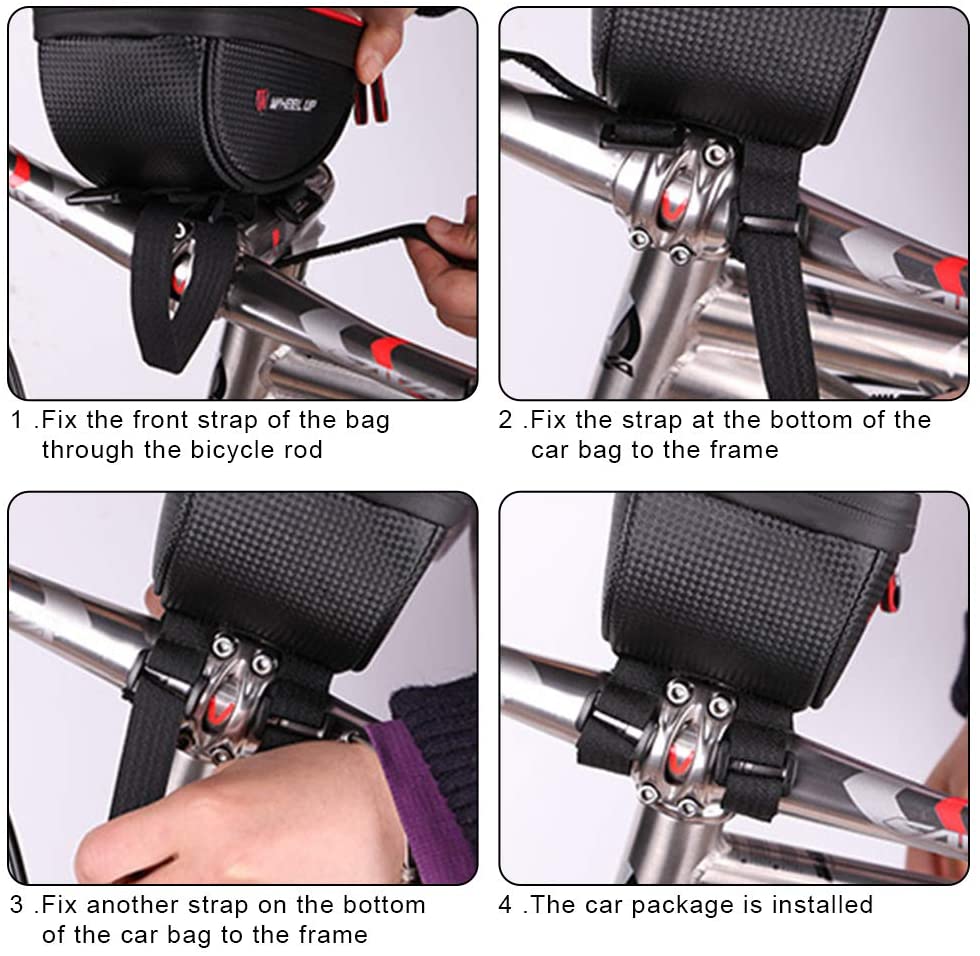 WHEEL UP
1 .Fix the front strap of the bag
through the bicycle rod
2 .Fix the strap at the bottom of the
car bag to the frame
3 .Fix another strap on the bottom
of the car bag to the frame
4 .The car package is installed